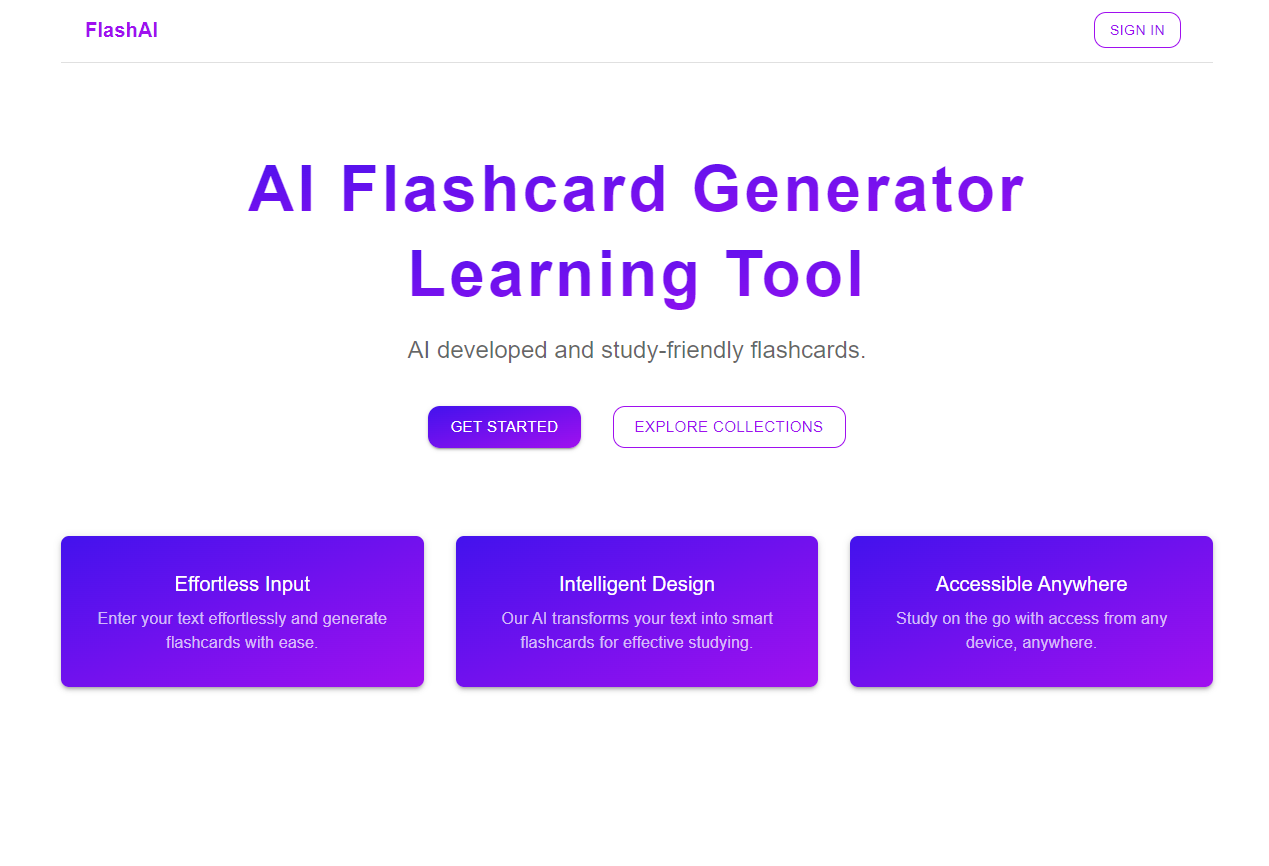 FlashAI
SIGN IN
AI Flashcard Generator
Learning Tool
AI developed and study-friendly flashcards.
GET STARTED
EXPLORE COLLECTIONS
Effortless Input
Enter your text effortlessly and generate
flashcards with ease.
Intelligent Design
Our AI transforms your text into smart
flashcards for effective studying.
Accessible Anywhere
Study on the go with access from any
device, anywhere.